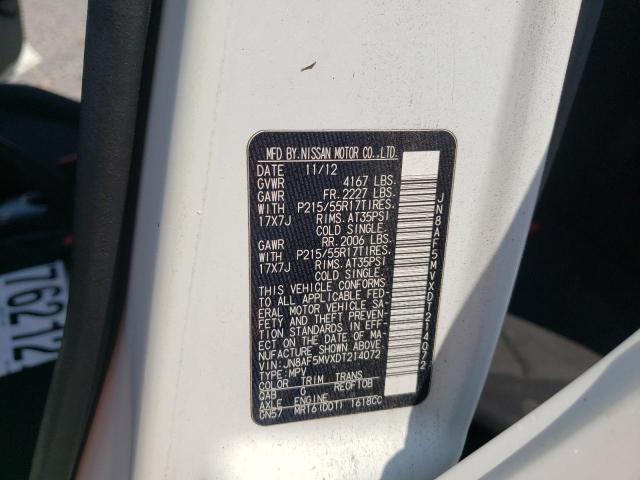 MFD BY.NISSAN MOTOR CO.,LTD.
DATE 11/12
GVWR 4167 LBS.
GAWR FR. 2227 LBS.
WITH P215/55R17TIRES.
17X7J RIMS. AT35PSI
COLD SINGLE.
GAWR RR. 2006 LBS.
WITH P215/55R17TIRES.
17X7J RIMS. AT35PSI
COLD SINGLE.
THIS VEHICLE CONFORMS
TO ALL APPLICABLE FED-
ERAL MOTOR VEHICLE SA-
FETY AND THEFT PREVEN-
TION STANDARDS IN EFF-
ECT ON THE DATE OF MA-
NUFACTURE SHOWN ABOVE.
VIN: JN8AF5MVXDT214072
TYPE:MPV
COLOR TRIM TRANS
QAB G RE0F10B
AXLE ENGINE
GN57 MR16(DDT) 1618CC
JN8AF5MVXDT214072
76212